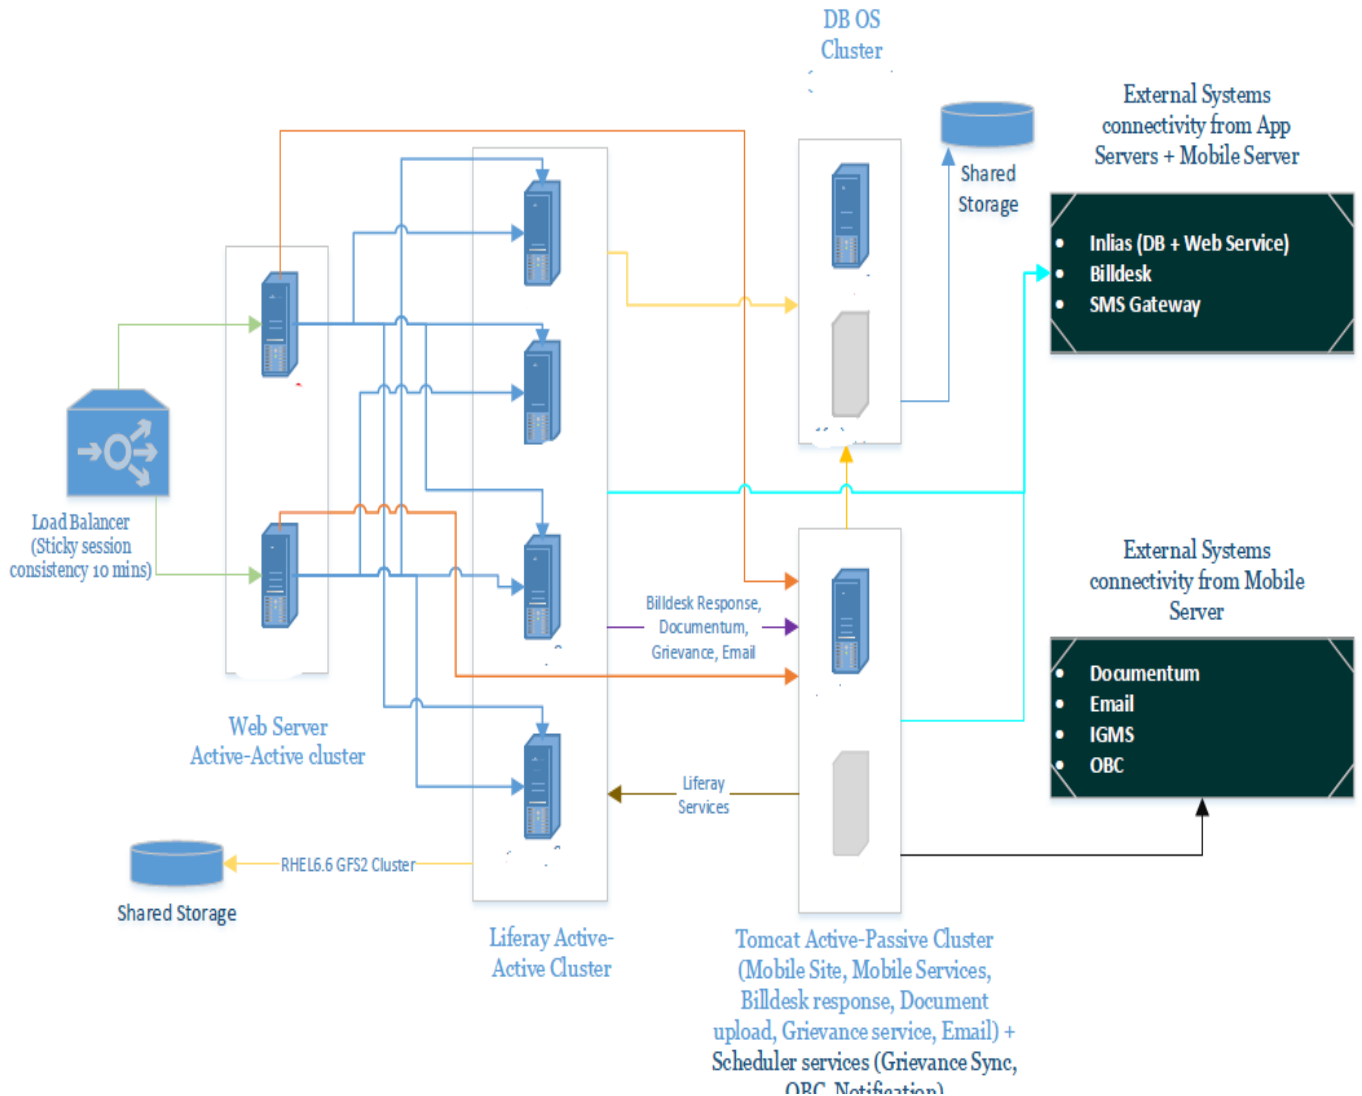 DB OS
Cluster
External Systems
connectivity from App
Servers + Mobile Server
Shared
Storage
Inlias (DB + Web Service)
Billdesk
SMS Gateway
Load Balancer
(Sticky session
consistency 10 mins)
External Systems
connectivity from Mobile
Server
Billdesk Response,
Documentum,
Grievance, Email
Documentum
Email
IGMS
OBC
Web Server
Active-Active cluster
Liferay
Services
RHEL6.6 GFS2 Cluster
Shared Storage
Liferay Active-
Active Cluster
Tomcat Active-Passive Cluster
(Mobile Site, Mobile Services,
Billdesk response, Document
upload, Grievance service, Email) +
Scheduler services (Grievance Sync,
OBC, Notification)